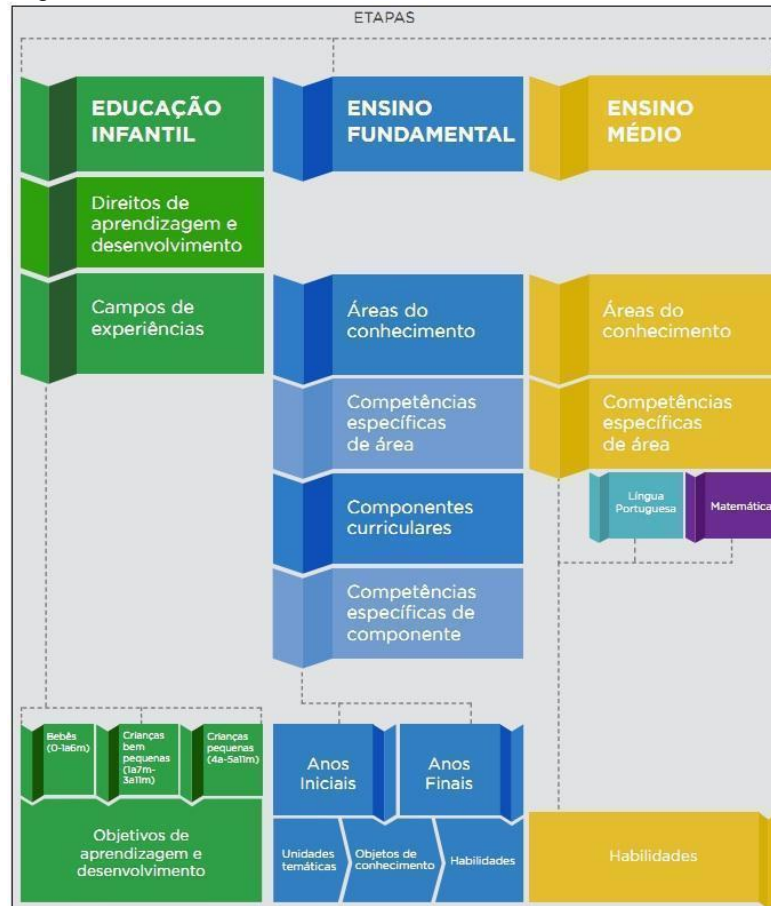 ETAPAS
EDUCAÇÃO
INFANTIL
ENSINO
FUNDAMENTAL
ENSINO
MÉDIO
Direitos de
aprendizagem e
desenvolvimento
Campos de
experiências
Áreas do
conhecimento
Áreas do
conhecimento
Competências
específicas
de área
Competências
específicas
de área
Língua
Portuguesa
Matemática
Componentes
curriculares
Competências
específicas de
componente
Bebês
(0-1a6m)
Crianças
bem
pequenas
(1a7m-
3a11m)
Crianças
pequenas
(4a-5a11m)
Anos
Iniciais
Anos
Finais
Objetivos de
aprendizagem e
desenvolvimento
Unidades
temáticas
Objetos de
conhecimento
Habilidades
Habilidades